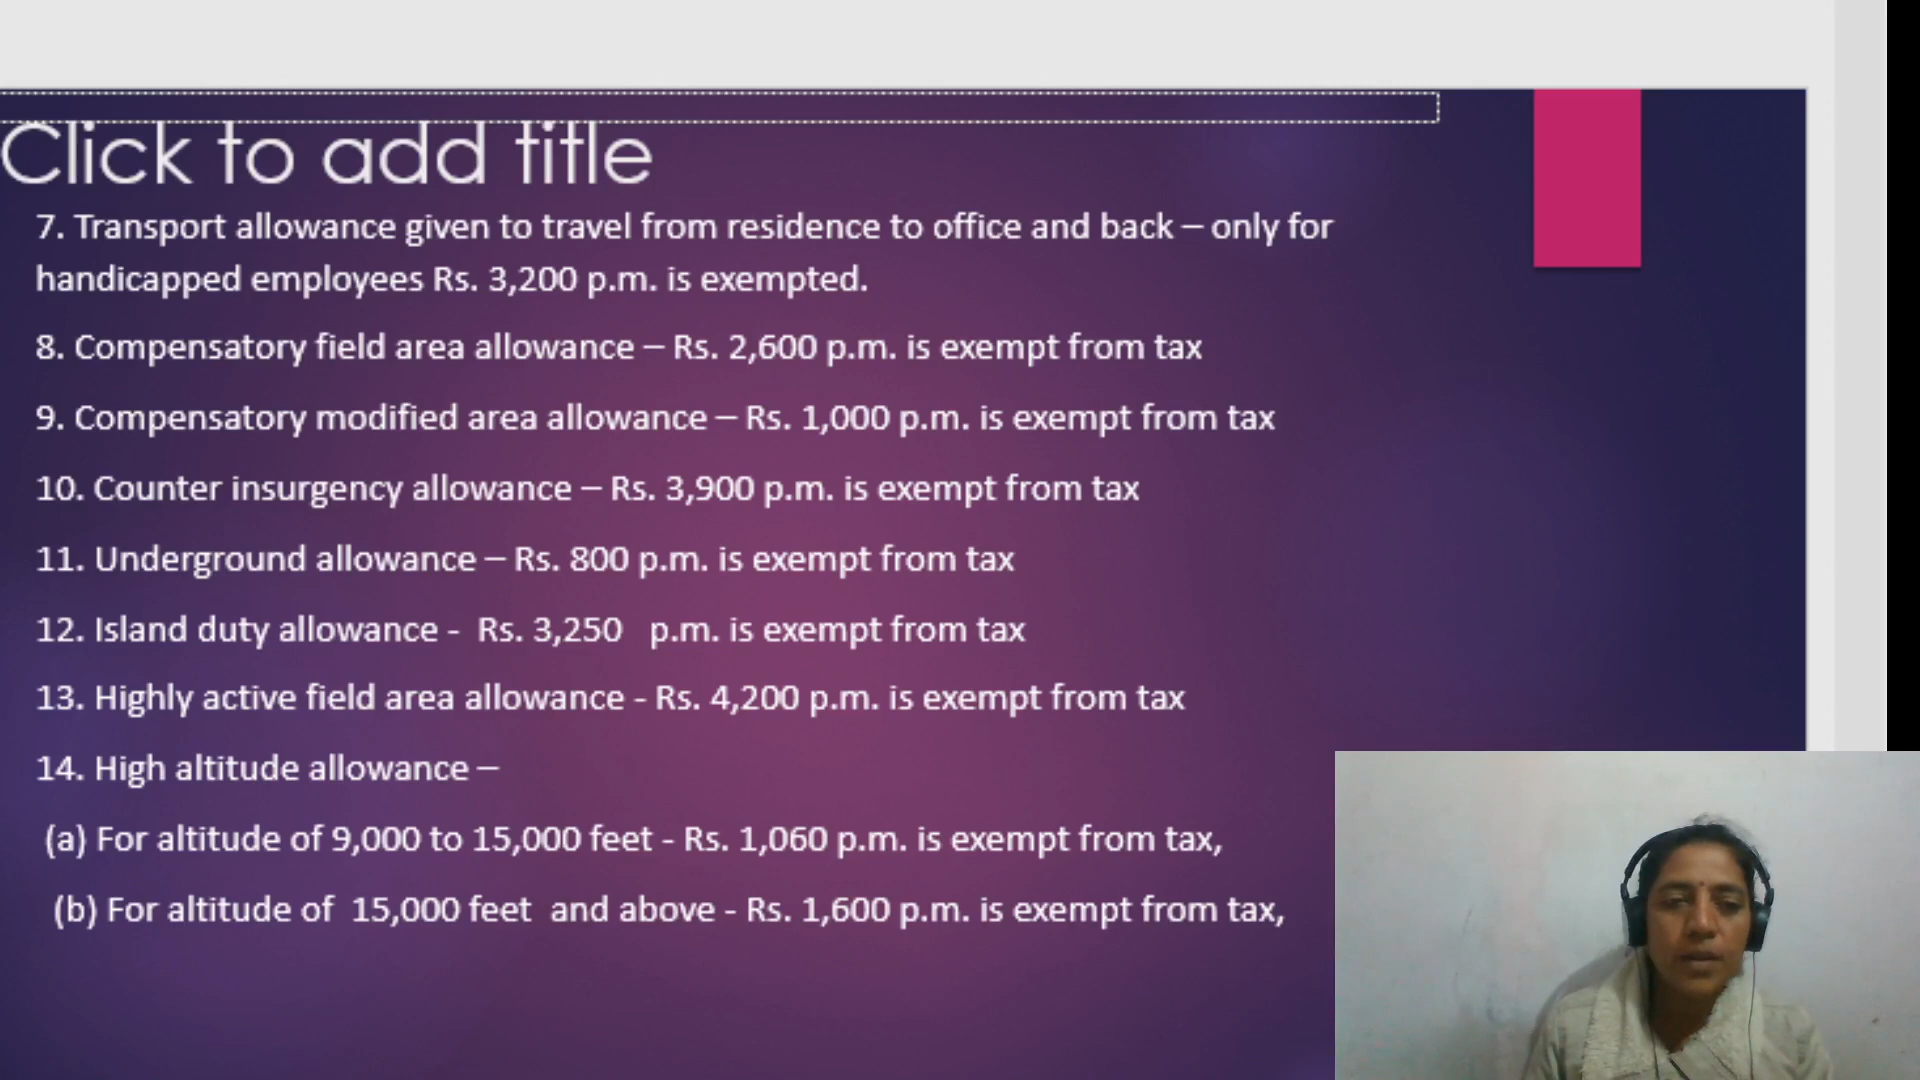 Click to add title
7. Transport allowance given to travel from residence to office and back – only for
handicapped employees Rs. 3,200 p.m. is exempted.
8. Compensatory field area allowance – Rs. 2,600 p.m. is exempt from tax
9. Compensatory modified area allowance – Rs. 1,000 p.m. is exempt from tax
10. Counter insurgency allowance – Rs. 3,900 p.m. is exempt from tax
11. Underground allowance – Rs. 800 p.m. is exempt from tax
12. Island duty allowance - Rs. 3,250 p.m. is exempt from tax
13. Highly active field area allowance - Rs. 4,200 p.m. is exempt from tax
14. High altitude allowance –
(a) For altitude of 9,000 to 15,000 feet - Rs. 1,060 p.m. is exempt from tax,
(b) For altitude of 15,000 feet and above - Rs. 1,600 p.m. is exempt from tax,